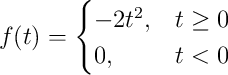 f(t) = { −2t², t ≥ 0
0, t < 0